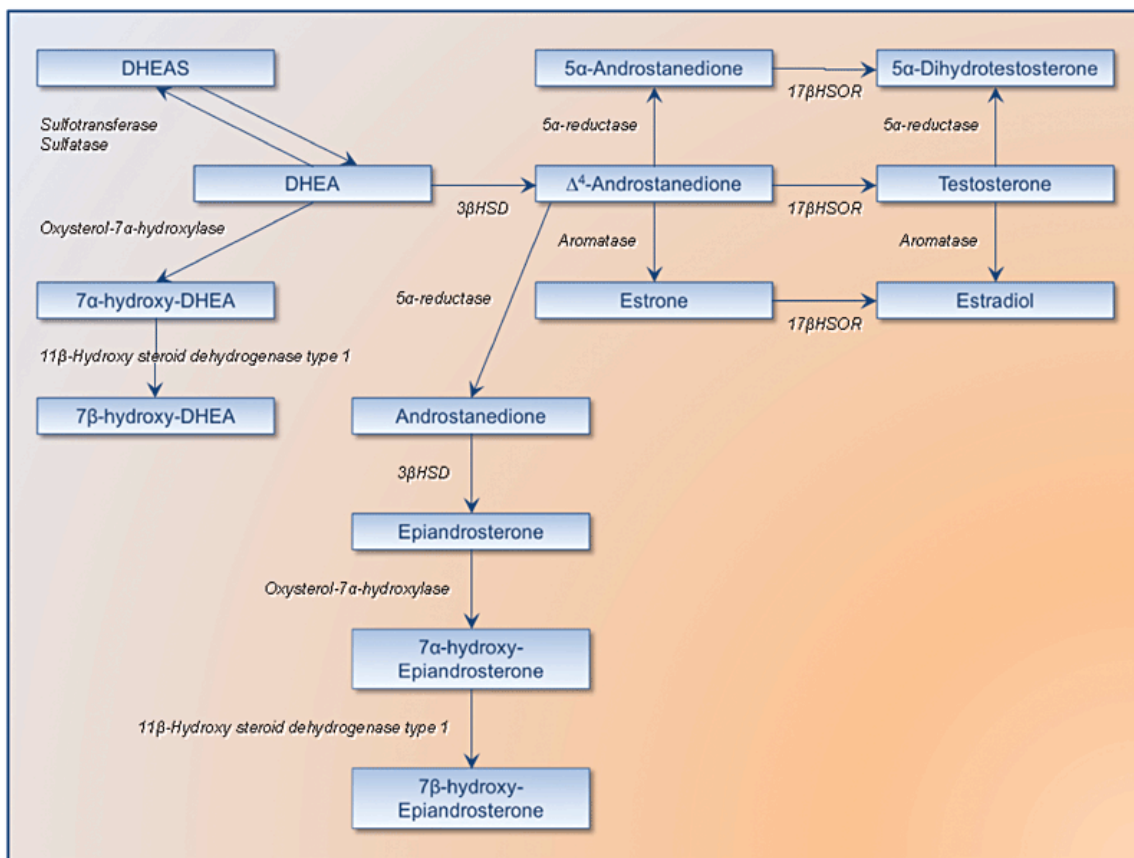 DHEAS
5α-Androstanedione
5α-Dihydrotestosterone
17βHSOR
Sulfotransferase
Sulfatase
5α-reductase
5α-reductase
DHEA
Δ⁴-Androstanedione
Testosterone
3βHSD
17βHSOR
Oxysterol-7α-hydroxylase
Aromatase
Aromatase
7α-hydroxy-DHEA
5α-reductase
Estrone
Estradiol
17βHSOR
11β-Hydroxy steroid dehydrogenase type 1
7β-hydroxy-DHEA
Androstanedione
3βHSD
Epiandrosterone
Oxysterol-7α-hydroxylase
7α-hydroxy-
Epiandrosterone
11β-Hydroxy steroid dehydrogenase type 1
7β-hydroxy-
Epiandrosterone